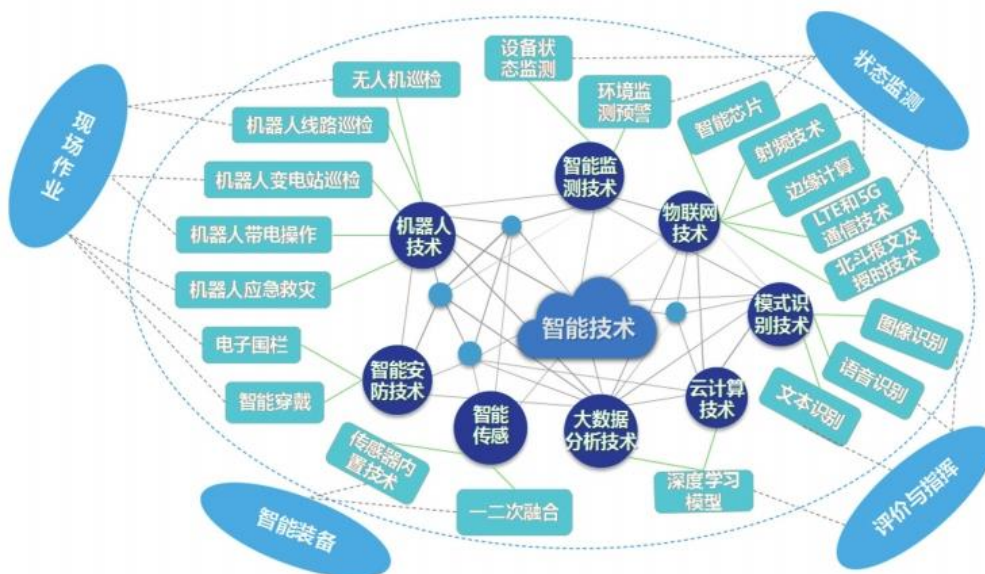 设备状
态监测
无人机巡检
环境监
测预警
状态监测
智能芯片
机器人线路巡检
射频技术
现场作业
智能监
测技术
边缘计算
机器人变电站巡检
物联网
技术
LTE和5G
通信技术
机器人
技术
机器人带电操作
北斗报文及
授时技术
机器人应急救灾
模式识
别技术
智能技术
图像识别
电子围栏
语音识别
智能安
防技术
云计算
技术
智能穿戴
文本识别
智能
传感
大数据
分析技术
传感器内
置技术
深度学习
模型
评价与指挥
一二次融合
智能装备